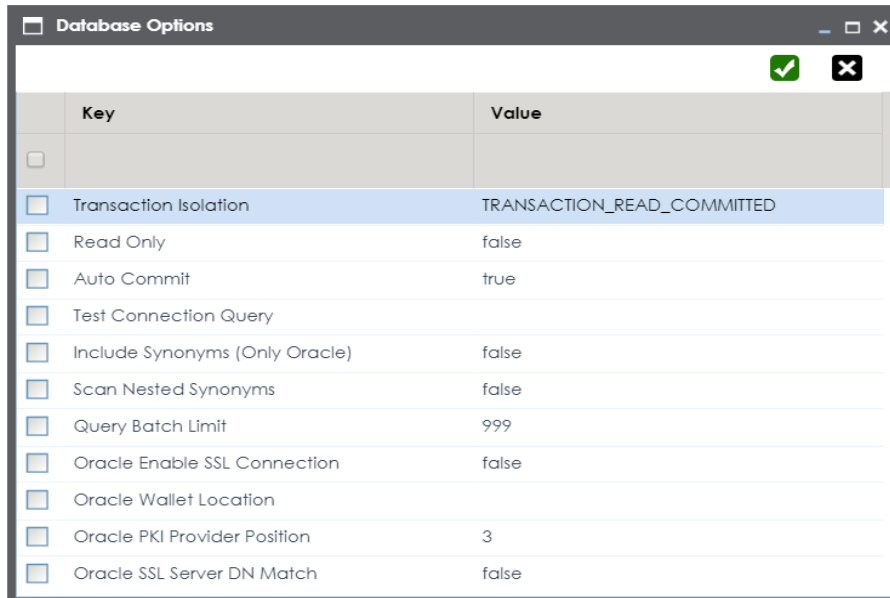 Database Options
Key Value
Transaction Isolation TRANSACTION_READ_COMMITTED
Read Only false
Auto Commit true
Test Connection Query
Include Synonyms (Only Oracle) false
Scan Nested Synonyms false
Query Batch Limit 999
Oracle Enable SSL Connection false
Oracle Wallet Location
Oracle PKI Provider Position 3
Oracle SSL Server DN Match false